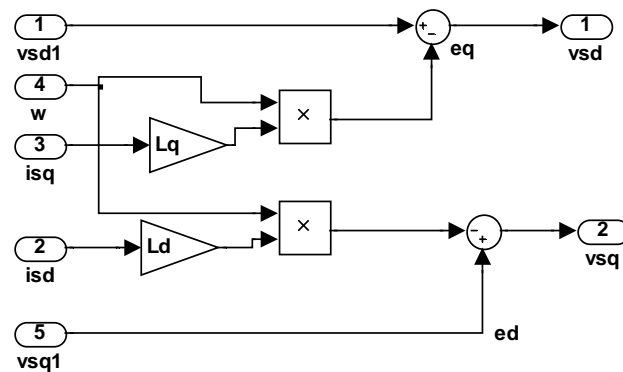 1
vsd1
+
−
eq
1
vsd
4
w
×
3
isq
Lq
×
2
isd
Ld
-
+
2
vsq
5
vsq1
ed